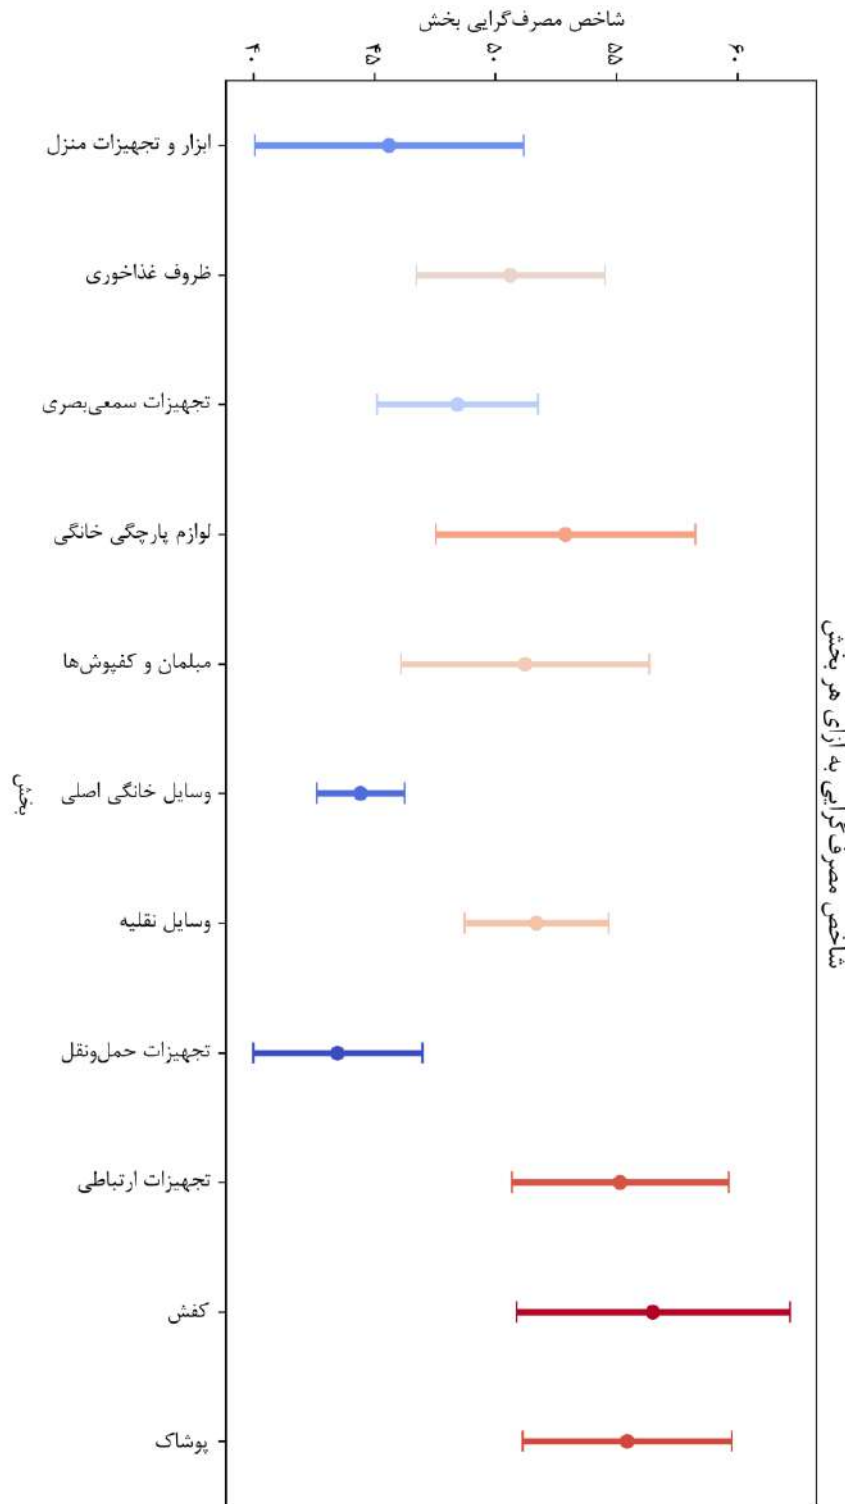 شاخص مصرف‌گرایی بخش
۴۰
۴۵
۵۰
۵۵
۶۰
ابزار و تجهیزات منزل
ظروف غذاخوری
تجهیزات سمعی‌بصری
لوازم پارچگی خانگی
مبلمان و کفپوش‌ها
وسایل خانگی اصلی
وسایل نقلیه
تجهیزات حمل‌ونقل
تجهیزات ارتباطی
کفش
پوشاک
بخش
شاخص مصرف‌گرایی به ازای هر بخش